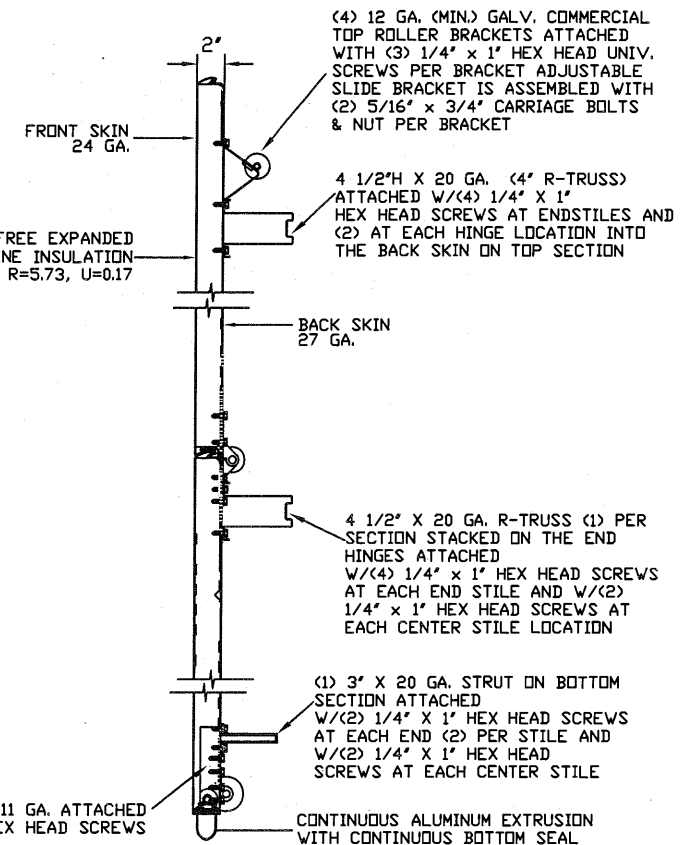 (4) 12 GA. (MIN.) GALV. COMMERCIAL
TOP ROLLER BRACKETS ATTACHED
WITH (3) 1/4" x 1" HEX HEAD UNIV.
SCREWS PER BRACKET ADJUSTABLE
SLIDE BRACKET IS ASSEMBLED WITH
(2) 5/16" x 3/4" CARRIAGE BOLTS
& NUT PER BRACKET
2"
FRONT SKIN
24 GA.
4 1/2"H X 20 GA. (4" R-TRUSS)
ATTACHED W/(4) 1/4" X 1"
HEX HEAD SCREWS AT ENDSTILES AND
(2) AT EACH HINGE LOCATION INTO
THE BACK SKIN ON TOP SECTION
FREE EXPANDED
NE INSULATION
R=5.73, U=0.17
BACK SKIN
27 GA.
4 1/2" X 20 GA. R-TRUSS (1) PER
SECTION STACKED ON THE END
HINGES ATTACHED
W/(4) 1/4" x 1" HEX HEAD SCREWS
AT EACH END STILE AND W/(2)
1/4" x 1" HEX HEAD SCREWS AT
EACH CENTER STILE LOCATION
(1) 3" X 20 GA. STRUT ON BOTTOM
SECTION ATTACHED
W/(2) 1/4" X 1" HEX HEAD SCREWS
AT EACH END (2) PER STILE AND
W/(2) 1/4" X 1" HEX HEAD
SCREWS AT EACH CENTER STILE
11 GA. ATTACHED
EX HEAD SCREWS
CONTINUOUS ALUMINUM EXTRUSION
WITH CONTINUOUS BOTTOM SEAL